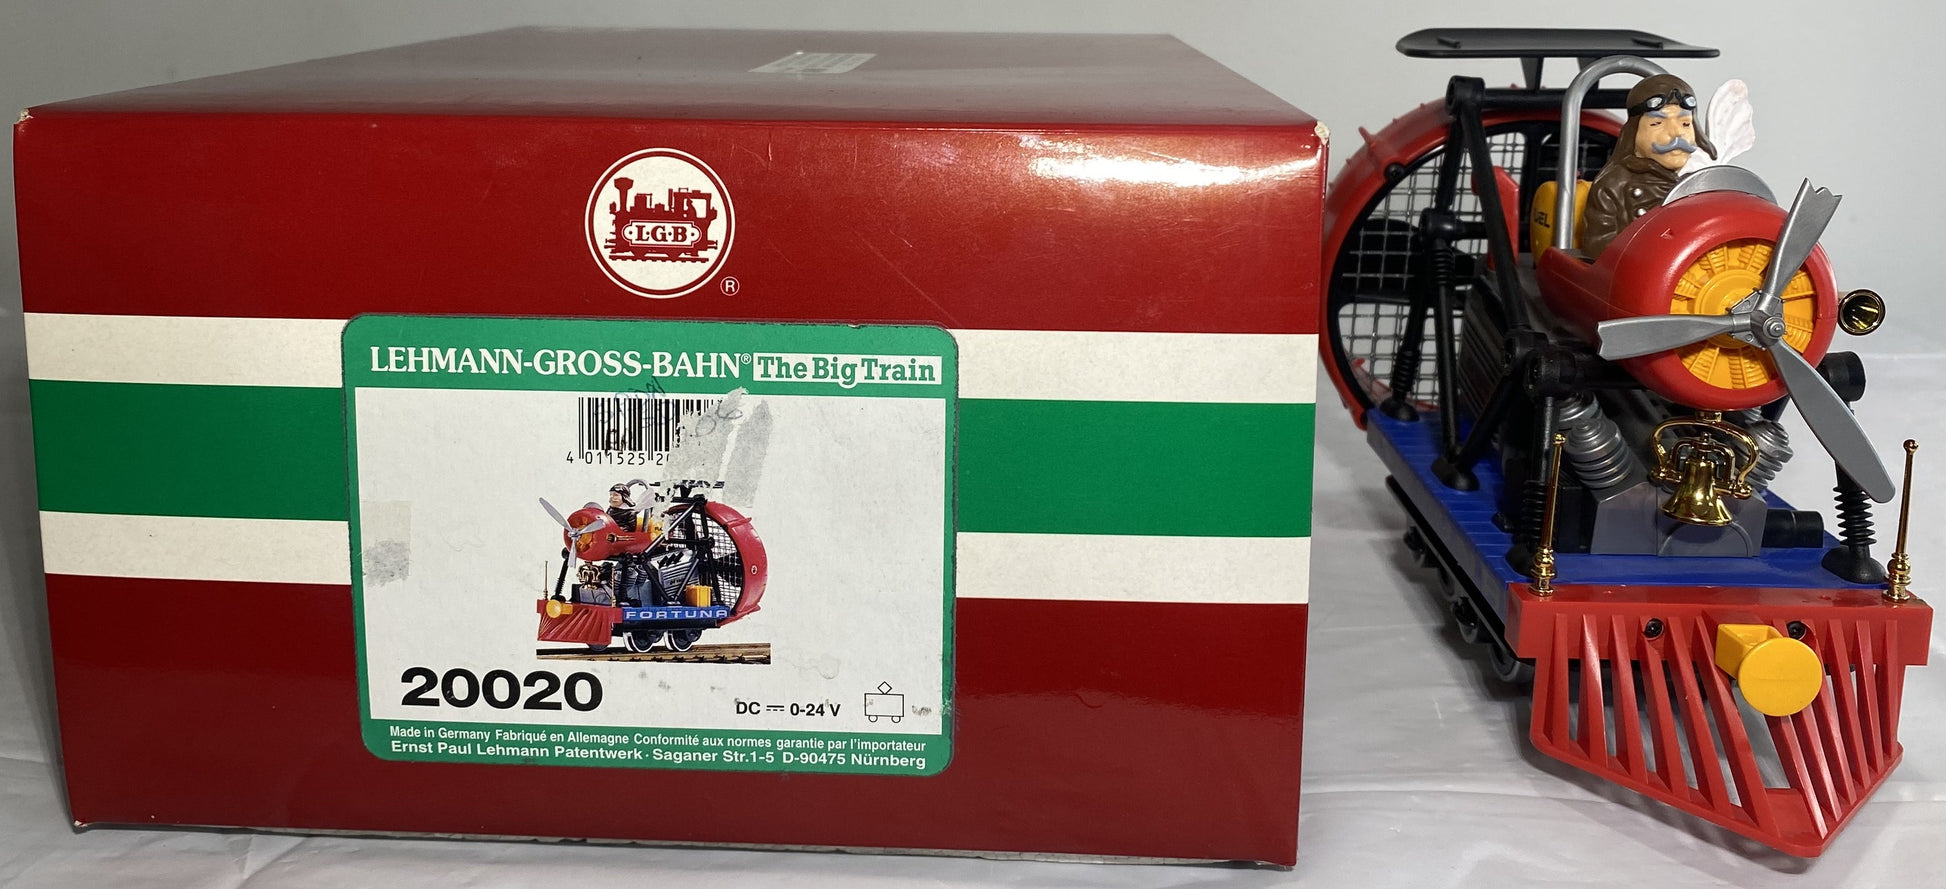 L·G·B
®
LEHMANN-GROSS-BAHN® The Big Train
4 011525 2
FORTUNA
20020
DC 0-24 V
Made in Germany Fabriqué en Allemagne Conformité aux normes garantie par l'importateur
Ernst Paul Lehmann Patentwerk · Saganer Str.1-5 D-90475 Nürnberg